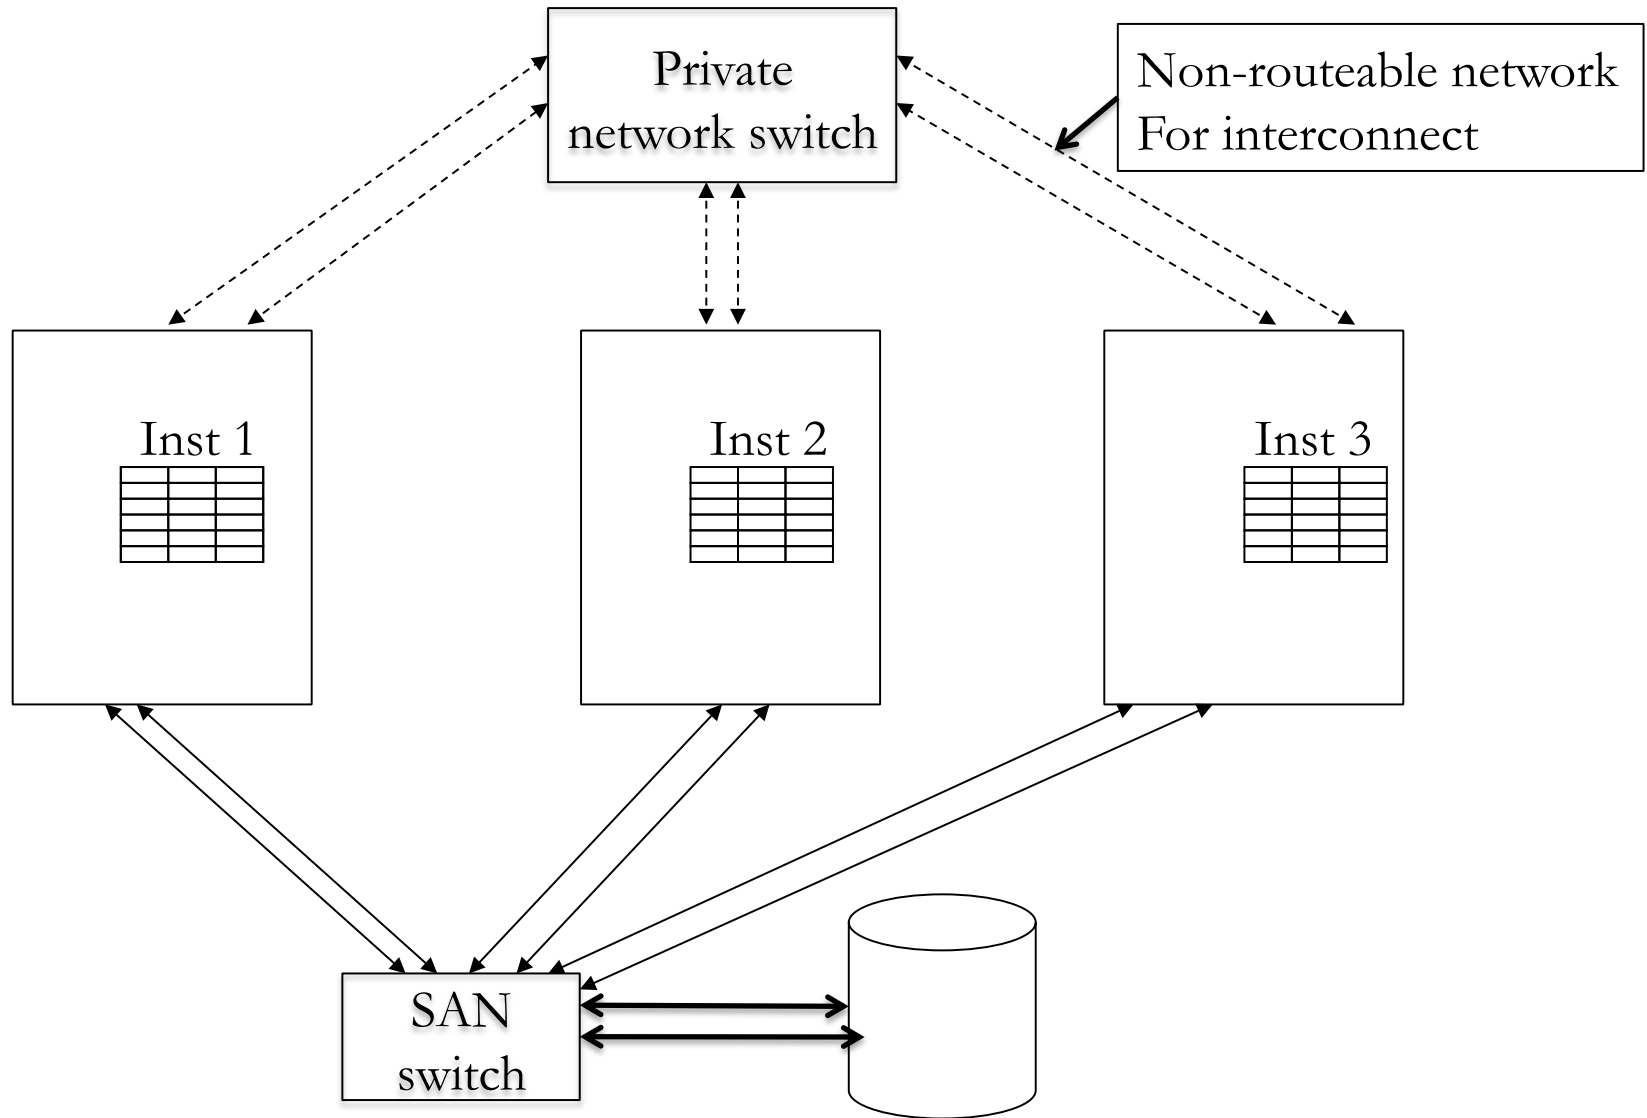 Private
network switch
Non-routeable network
For interconnect
Inst 1
Inst 2
Inst 3
SAN
switch